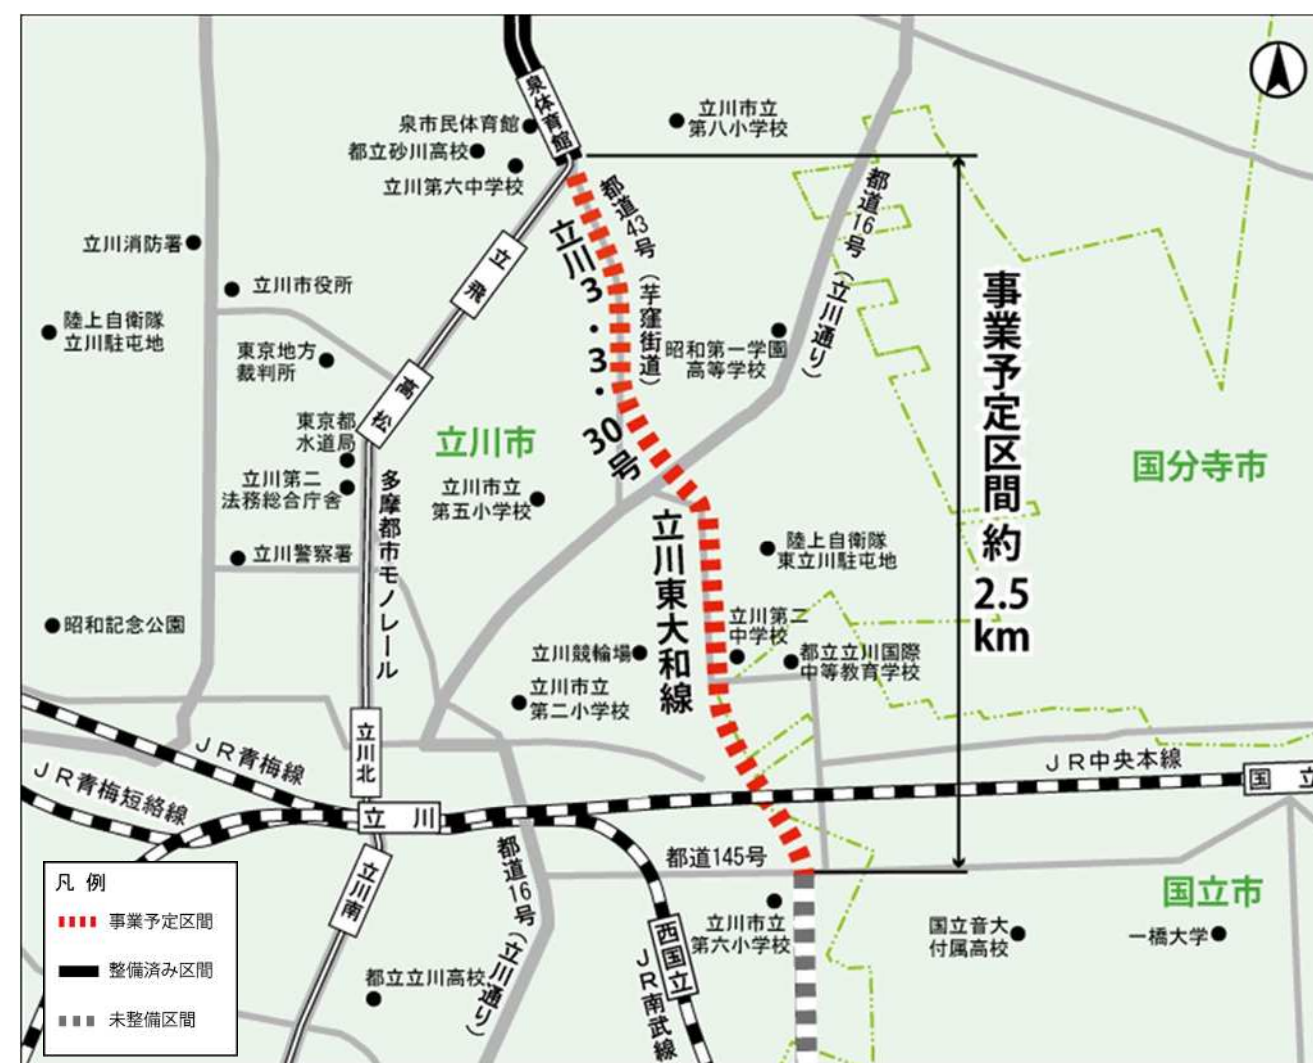 泉体育館
泉市民体育館
都立砂川高校
立川第六中学校
立川市立
第八小学校
都道43号(芋窪街道)
都道16号(立川通り)
立川消防署
立川市役所
陸上自衛隊
立川駐屯地
東京地方
裁判所
立飛
高松
東京都
水道局
立川第二
法務総合庁舎
立川警察署
昭和記念公園
立川市
立川市立
第五小学校
多摩都市モノレール
立川3・3・30号
立川東大和線
昭和第一学園
高等学校
事業予定区間 約2.5km
国分寺市
陸上自衛隊
東立川駐屯地
立川第二
中学校
都立立川国際
中等教育学校
立川競輪場
立川市立
第二小学校
立川北
JR青梅線
JR青梅短絡線
立川
JR中央本線
国立
都道145号
立川南
都道16号(立川通り)
西国立
JR南武線
立川市立
第六小学校
都立立川高校
国立市
国立音大
付属高校
一橋大学
凡例
事業予定区間
整備済み区間
未整備区間